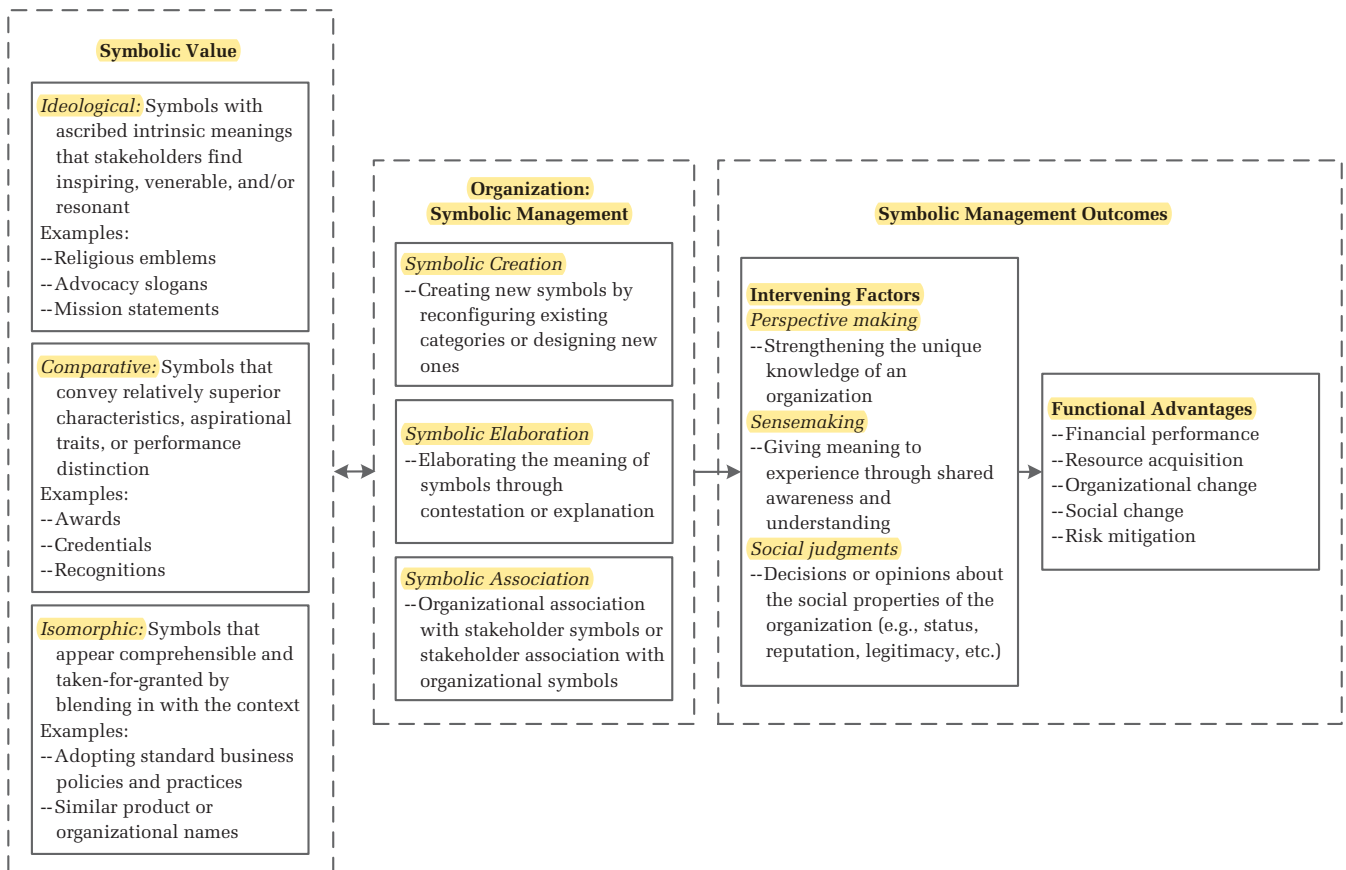 Symbolic Value
Ideological: Symbols with
ascribed intrinsic meanings
that stakeholders find
inspiring, venerable, and/or
resonant
Examples:
--Religious emblems
--Advocacy slogans
--Mission statements
Comparative: Symbols that
convey relatively superior
characteristics, aspirational
traits, or performance
distinction
Examples:
--Awards
--Credentials
--Recognitions
Isomorphic: Symbols that
appear comprehensible and
taken-for-granted by
blending in with the context
Examples:
--Adopting standard business
policies and practices
--Similar product or
organizational names
Organization:
Symbolic Management
Symbolic Creation
--Creating new symbols by
reconfiguring existing
categories or designing new
ones
Symbolic Elaboration
--Elaborating the meaning of
symbols through
contestation or explanation
Symbolic Association
--Organizational association
with stakeholder symbols or
stakeholder association with
organizational symbols
Symbolic Management Outcomes
Intervening Factors
Perspective making
--Strengthening the unique
knowledge of an
organization
Sensemaking
--Giving meaning to
experience through shared
awareness and
understanding
Social judgments
--Decisions or opinions about
the social properties of the
organization (e.g., status,
reputation, legitimacy, etc.)
Functional Advantages
--Financial performance
--Resource acquisition
--Organizational change
--Social change
--Risk mitigation